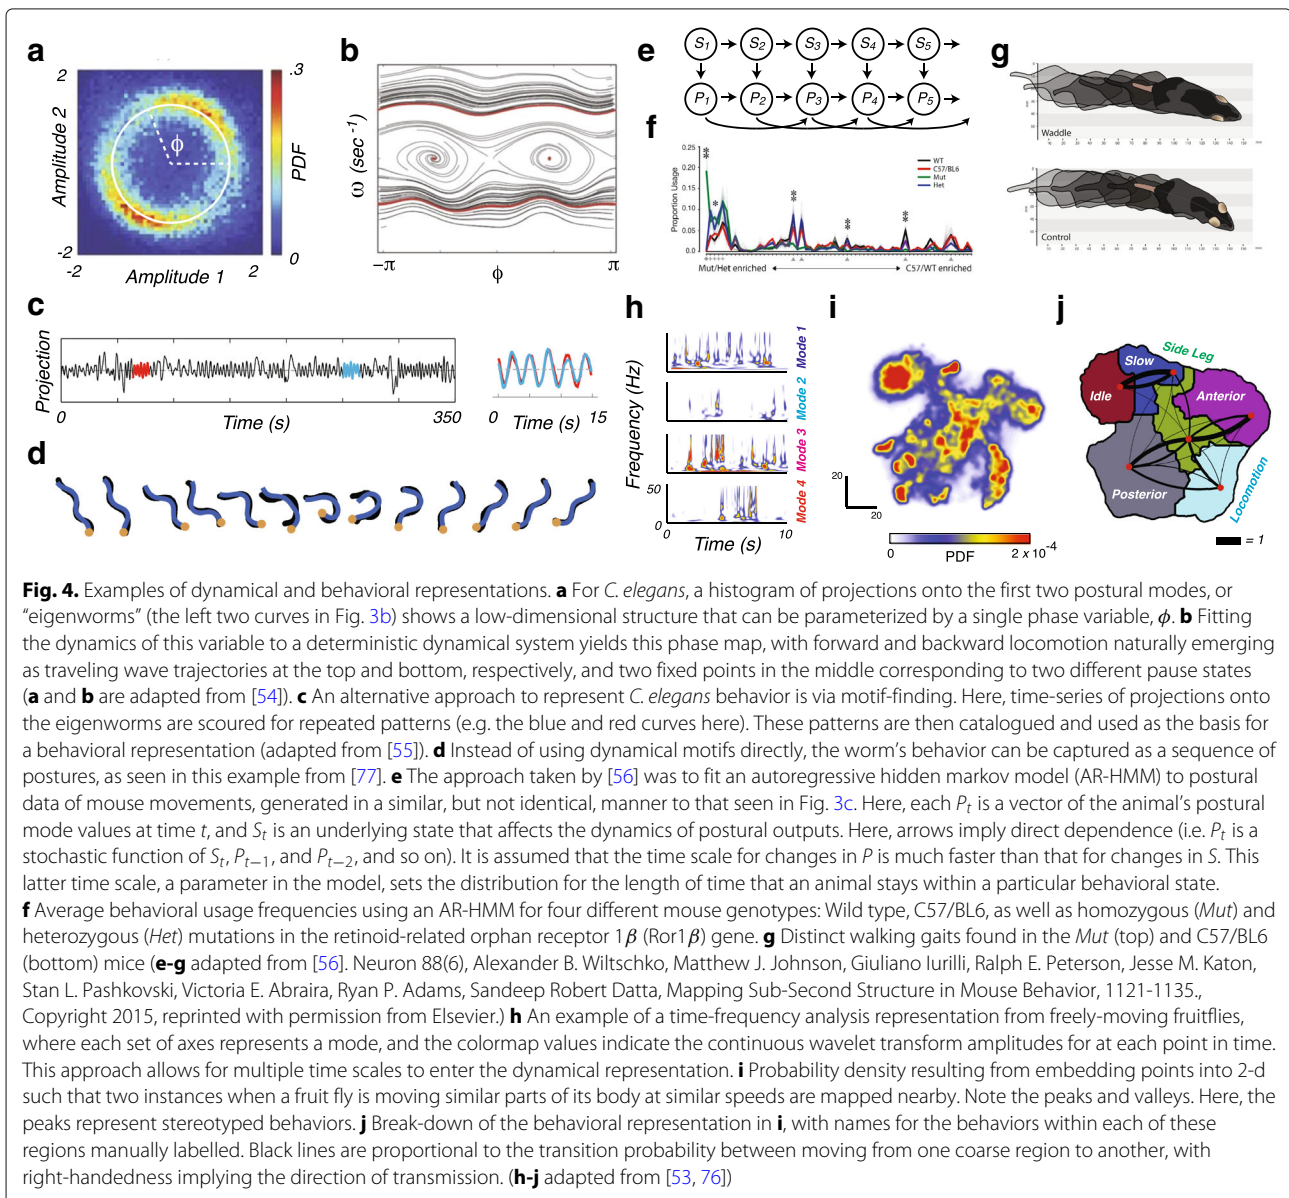 a
2
Amplitude 2
2
-2
-2
Amplitude 1
2
ϕ
.3
PDF
0
b
ω (sec⁻¹)
−π
ϕ
π
c
Projection
0
Time (s)
350
0
Time (s)
15
d
e
S1 S2 S3 S4 S5
P1 P2 P3 P4 P5
f
Proportion Usage
0.25
0.20
0.15
0.10
0.05
0.0
**
*
**
*
**
WT
C57/BL6
Mut
Het
Mut/Het enriched
C57/WT enriched
g
Waddle
Control
h
Frequency (Hz)
50
0
0
Time (s)
10
Mode 1
Mode 2
Mode 3
Mode 4
i
20
20
0
PDF
2 x 10⁻⁴
j
Slow
Side Leg
Idle
Anterior
Posterior
Locomotion
= 1
Fig. 4. Examples of dynamical and behavioral representations. a For C. elegans, a histogram of projections onto the first two postural modes, or
“eigenworms” (the left two curves in Fig. 3b) shows a low-dimensional structure that can be parameterized by a single phase variable, ϕ. b Fitting
the dynamics of this variable to a deterministic dynamical system yields this phase map, with forward and backward locomotion naturally emerging
as traveling wave trajectories at the top and bottom, respectively, and two fixed points in the middle corresponding to two different pause states
(a and b are adapted from [54]). c An alternative approach to represent C. elegans behavior is via motif-finding. Here, time-series of projections onto
the eigenworms are scoured for repeated patterns (e.g. the blue and red curves here). These patterns are then catalogued and used as the basis for
a behavioral representation (adapted from [55]). d Instead of using dynamical motifs directly, the worm’s behavior can be captured as a sequence of
postures, as seen in this example from [77]. e The approach taken by [56] was to fit an autoregressive hidden markov model (AR-HMM) to postural
data of mouse movements, generated in a similar, but not identical, manner to that seen in Fig. 3c. Here, each Pt is a vector of the animal’s postural
mode values at time t, and St is an underlying state that affects the dynamics of postural outputs. Here, arrows imply direct dependence (i.e. Pt is a
stochastic function of St, Pt−1, and Pt−2, and so on). It is assumed that the time scale for changes in P is much faster than that for changes in S. This
latter time scale, a parameter in the model, sets the distribution for the length of time that an animal stays within a particular behavioral state.
f Average behavioral usage frequencies using an AR-HMM for four different mouse genotypes: Wild type, C57/BL6, as well as homozygous (Mut) and
heterozygous (Het) mutations in the retinoid-related orphan receptor 1β (Ror1β) gene. g Distinct walking gaits found in the Mut (top) and C57/BL6
(bottom) mice (e-g adapted from [56]. Neuron 88(6), Alexander B. Wiltschko, Matthew J. Johnson, Giuliano Iurilli, Ralph E. Peterson, Jesse M. Katon,
Stan L. Pashkovski, Victoria E. Abraira, Ryan P. Adams, Sandeep Robert Datta, Mapping Sub-Second Structure in Mouse Behavior, 1121-1135.,
Copyright 2015, reprinted with permission from Elsevier.) h An example of a time-frequency analysis representation from freely-moving fruitflies,
where each set of axes represents a mode, and the colormap values indicate the continuous wavelet transform amplitudes for at each point in time.
This approach allows for multiple time scales to enter the dynamical representation. i Probability density resulting from embedding points into 2-d
such that two instances when a fruit fly is moving similar parts of its body at similar speeds are mapped nearby. Note the peaks and valleys. Here, the
peaks represent stereotyped behaviors. j Break-down of the behavioral representation in i, with names for the behaviors within each of these
regions manually labelled. Black lines are proportional to the transition probability between moving from one coarse region to another, with
right-handedness implying the direction of transmission. (h-j adapted from [53, 76])